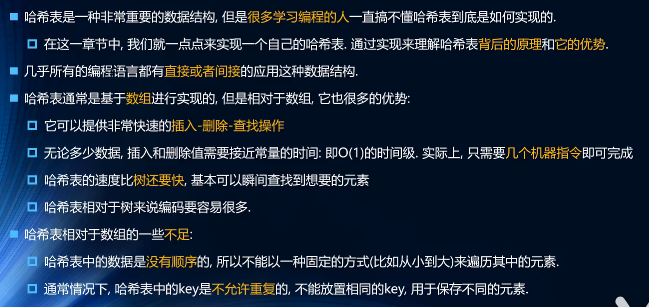 哈希表是一种非常重要的数据结构, 但是很多学习编程的人一直搞不懂哈希表到底是如何实现的.
在这一章节中, 我们就一点点来实现一个自己的哈希表. 通过实现来理解哈希表背后的原理和它的优势.
几乎所有的编程语言都有直接或者间接的应用这种数据结构.
哈希表通常是基于数组进行实现的, 但是相对于数组, 它也很多的优势:
它可以提供非常快速的插入-删除-查找操作
无论多少数据, 插入和删除值需要接近常量的时间: 即O(1)的时间级. 实际上, 只需要几个机器指令即可完成
哈希表的速度比树还要快, 基本可以瞬间查找到想要的元素
哈希表相对于树来说编码要容易很多.
哈希表相对于数组的一些不足:
哈希表中的数据是没有顺序的, 所以不能以一种固定的方式(比如从小到大)来遍历其中的元素.
通常情况下, 哈希表中的key是不允许重复的, 不能放置相同的key, 用于保存不同的元素.